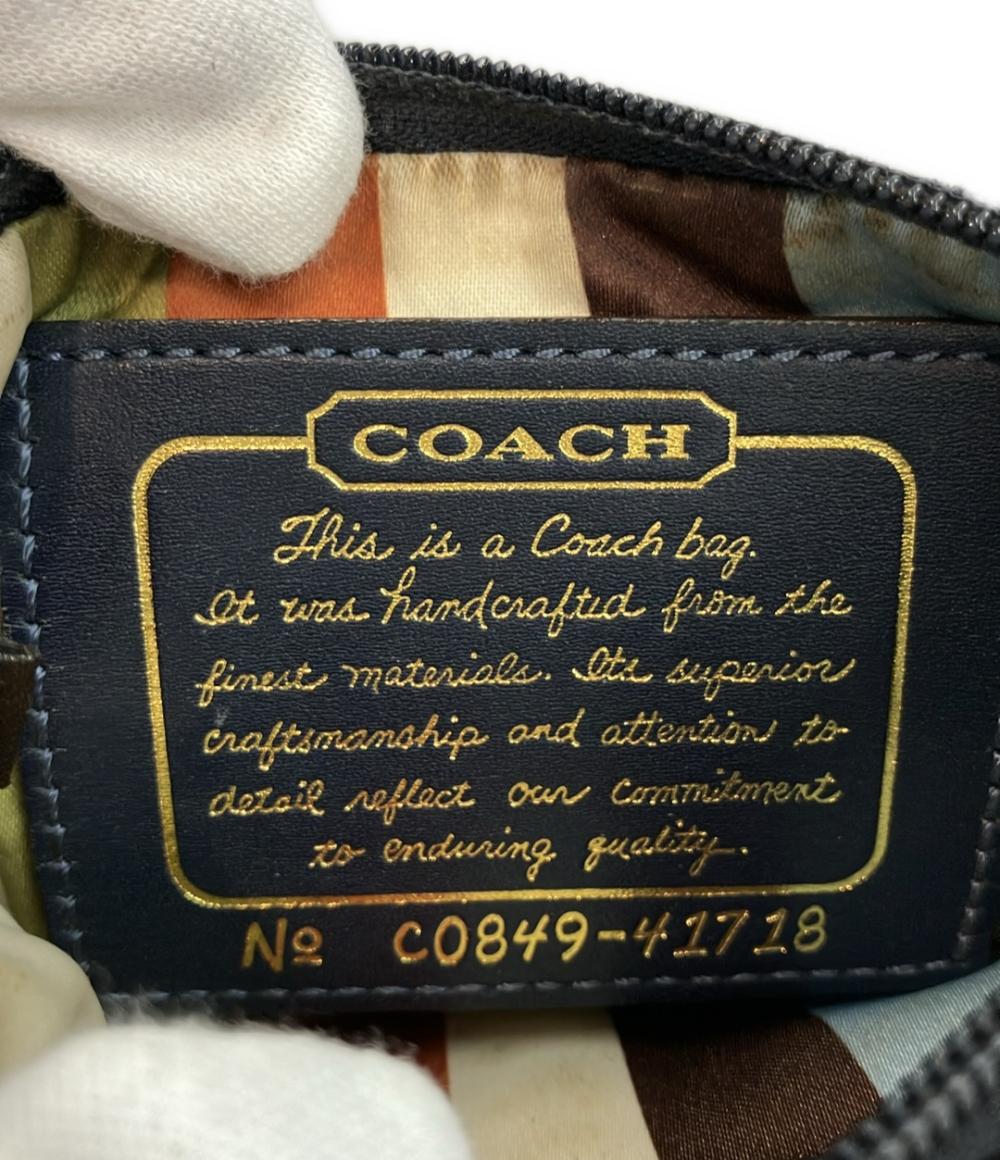 COACH
This is a Coach bag.
It was handcrafted from the
finest materials. Its superior
craftsmanship and attention to
detail reflect our commitment
to enduring quality.
Nº C0849-41718